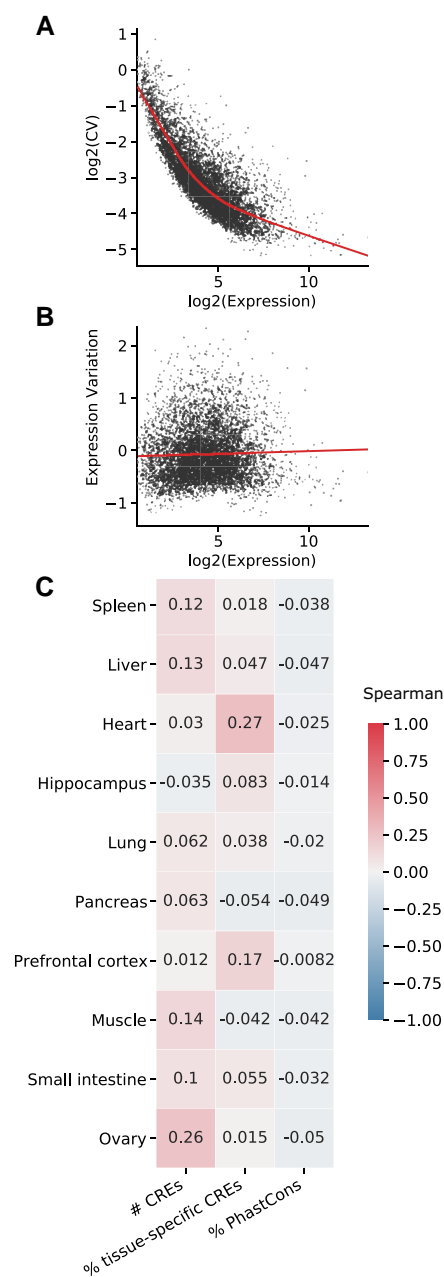 A
1
0
−1
−2
−3
−4
−5
log2(CV)
5
10
log2(Expression)
B
2
1
0
−1
Expression Variation
5
10
log2(Expression)
C
Spleen 0.12 0.018 -0.038
Liver 0.13 0.047 -0.047
Heart 0.03 0.27 -0.025
Hippocampus -0.035 0.083 -0.014
Lung 0.062 0.038 -0.02
Pancreas 0.063 -0.054 -0.049
Prefrontal cortex 0.012 0.17 -0.0082
Muscle 0.14 -0.042 -0.042
Small intestine 0.1 0.055 -0.032
Ovary 0.26 0.015 -0.05
# CREs
% tissue-specific CREs
% PhastCons
Spearman
1.00
0.75
0.50
0.25
0.00
−0.25
−0.50
−0.75
−1.00